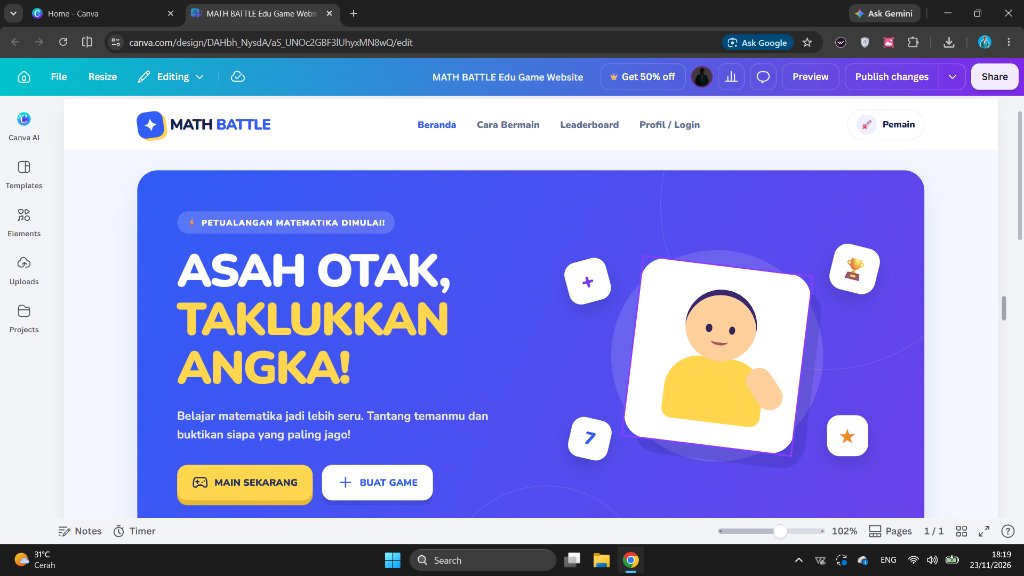 Home - Canva
MATH BATTLE Edu Game Websi
Ask Gemini
canva.com/design/DAHbh_NysdA/aS_UNOc2GBF3lUhyxMN8wQ/edit
Ask Google
File
Resize
Editing
MATH BATTLE Edu Game Website
Get 50% off
Preview
Publish changes
Share
Canva AI
Templates
Elements
Uploads
Projects
MATH BATTLE
Beranda
Cara Bermain
Leaderboard
Profil / Login
Pemain
PETUALANGAN MATEMATIKA DIMULAI!
ASAH OTAK,
TAKLUKKAN
ANGKA!
Belajar matematika jadi lebih seru. Tantang temanmu dan
buktikan siapa yang paling jago!
MAIN SEKARANG
+ BUAT GAME
+
7
Notes
Timer
102%
Pages
1 / 1
31°C
Cerah
Search
ENG
18:19
23/11/2026